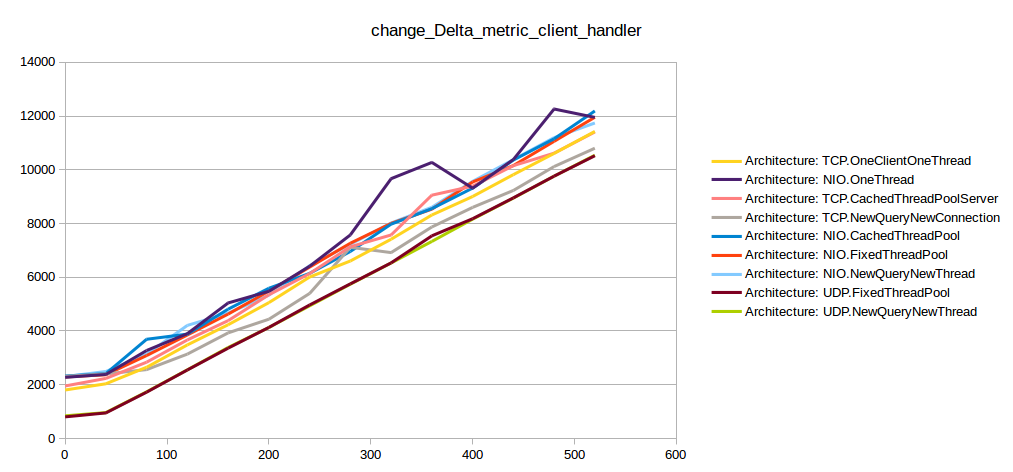 change_Delta_metric_client_handler
14000
12000
10000
8000
6000
4000
2000
0
0 100 200 300 400 500 600
Architecture: TCP.OneClientOneThread
Architecture: NIO.OneThread
Architecture: TCP.CachedThreadPoolServer
Architecture: TCP.NewQueryNewConnection
Architecture: NIO.CachedThreadPool
Architecture: NIO.FixedThreadPool
Architecture: NIO.NewQueryNewThread
Architecture: UDP.FixedThreadPool
Architecture: UDP.NewQueryNewThread